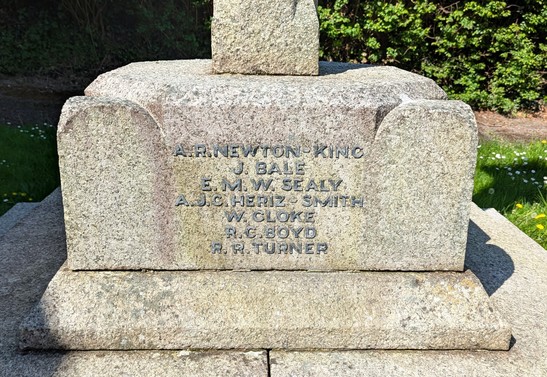 A.R. NEWTON-KING
J. BALE
E.M.W. SEALY
A.J.C. HERIZ-SMITH
W. CLOKE
R.C. BOYD
R.R. TURNER